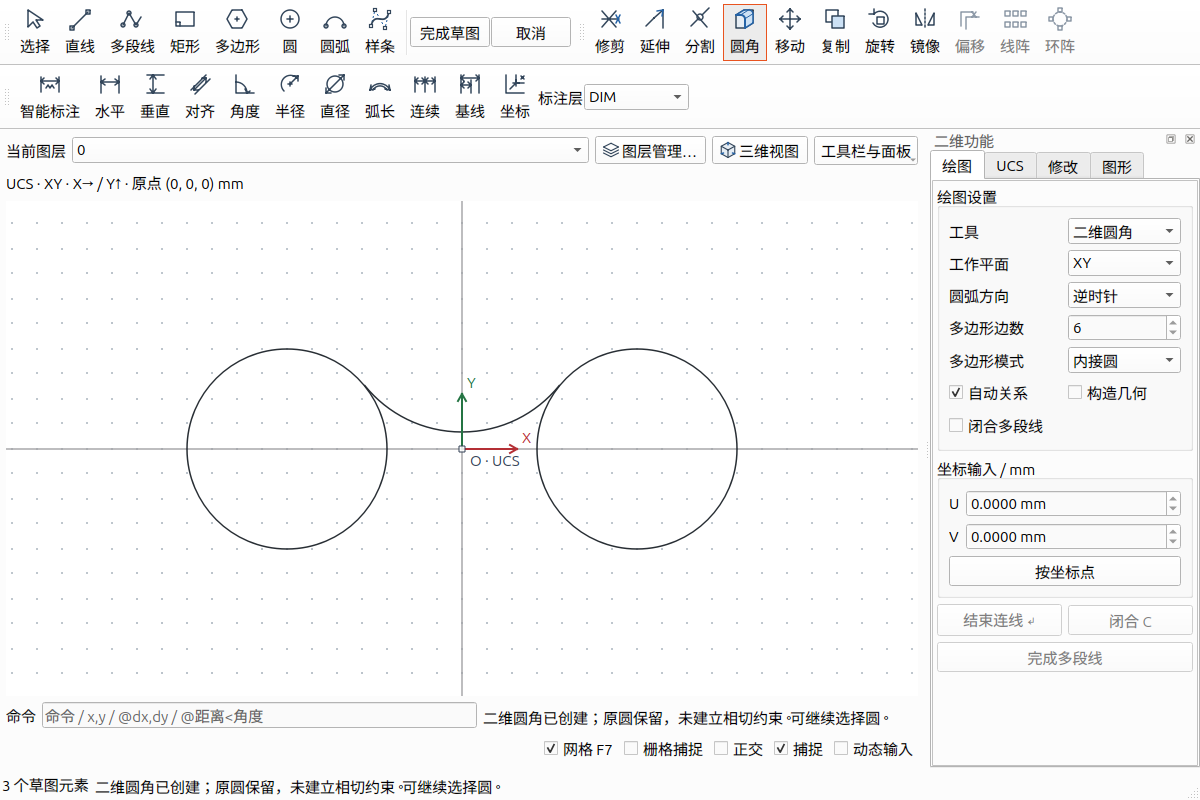 选择 直线 多段线 矩形 多边形 圆 圆弧 样条 完成草图 取消 修剪 延伸 分割 圆角 移动 复制 旋转 镜像 偏移 线阵 环阵
智能标注 水平 垂直 对齐 角度 半径 直径 弧长 连续 基线 坐标 标注层 DIM
当前图层 0 图层管理... 三维视图 工具栏与面板
UCS · XY · X→ / Y↑ · 原点 (0, 0, 0) mm
Y
X
O · UCS
命令 命令 / x,y / @dx,dy / @距离<角度 二维圆角已创建；原圆保留，未建立相切约束。可继续选择圆。
网格 F7 栅格捕捉 正交 捕捉 动态输入
3 个草图元素 二维圆角已创建；原圆保留，未建立相切约束。可继续选择圆。
二维功能
绘图 UCS 修改 图形
绘图设置
工具 二维圆角
工作平面 XY
圆弧方向 逆时针
多边形边数 6
多边形模式 内接圆
自动关系 构造几何
闭合多段线
坐标输入 / mm
U 0.0000 mm
V 0.0000 mm
按坐标点
结束连线 ↵ 闭合 C
完成多段线